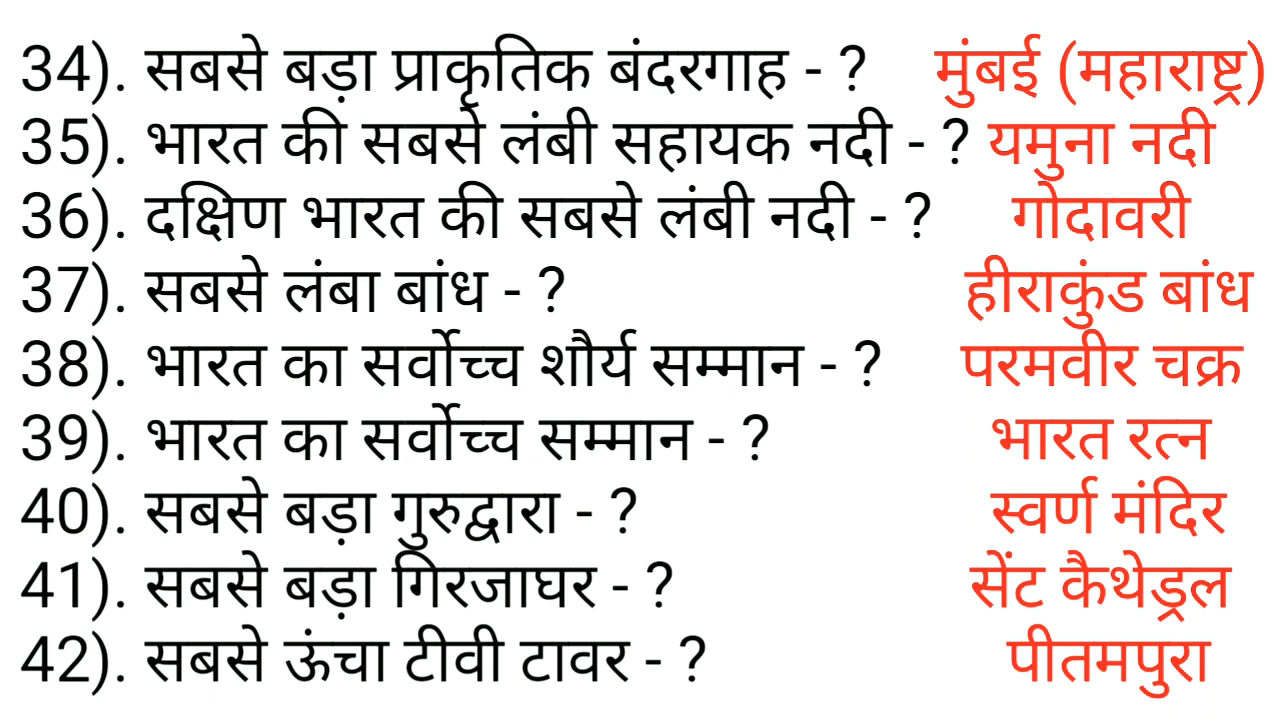 34). सबसे बड़ा प्राकृतिक बंदरगाह - ? मुंबई (महाराष्ट्र)
35). भारत की सबसे लंबी सहायक नदी - ? यमुना नदी
36). दक्षिण भारत की सबसे लंबी नदी - ? गोदावरी
37). सबसे लंबा बांध - ? हीराकुंड बांध
38). भारत का सर्वोच्च शौर्य सम्मान - ? परमवीर चक्र
39). भारत का सर्वोच्च सम्मान - ? भारत रत्न
40). सबसे बड़ा गुरुद्वारा - ? स्वर्ण मंदिर
41). सबसे बड़ा गिरजाघर - ? सेंट कैथेड्रल
42). सबसे ऊंचा टीवी टावर - ? पीतमपुरा